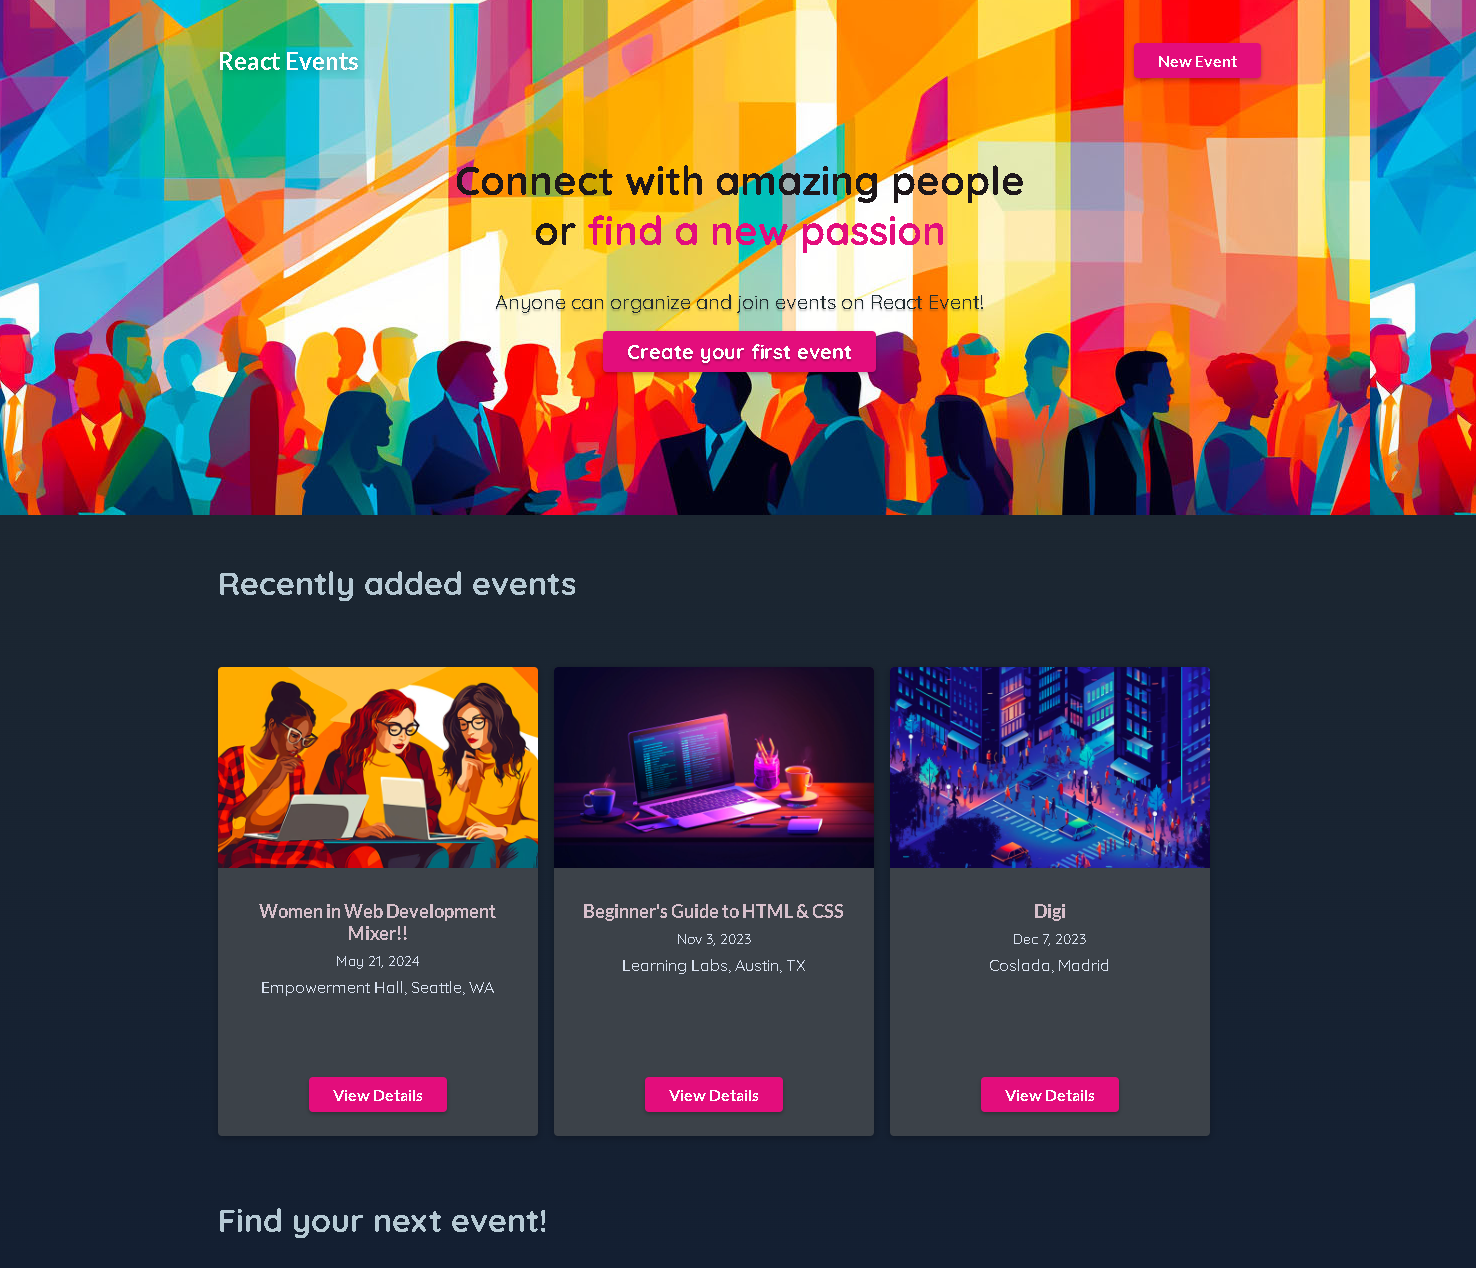 React Events
New Event
Connect with amazing people
or find a new passion
Anyone can organize and join events on React Event!
Create your first event
Recently added events
Women in Web Development
Mixer!!
May 21, 2024
Empowerment Hall, Seattle, WA
View Details
Beginner's Guide to HTML & CSS
Nov 3, 2023
Learning Labs, Austin, TX
View Details
Digi
Dec 7, 2023
Coslada, Madrid
View Details
Find your next event!